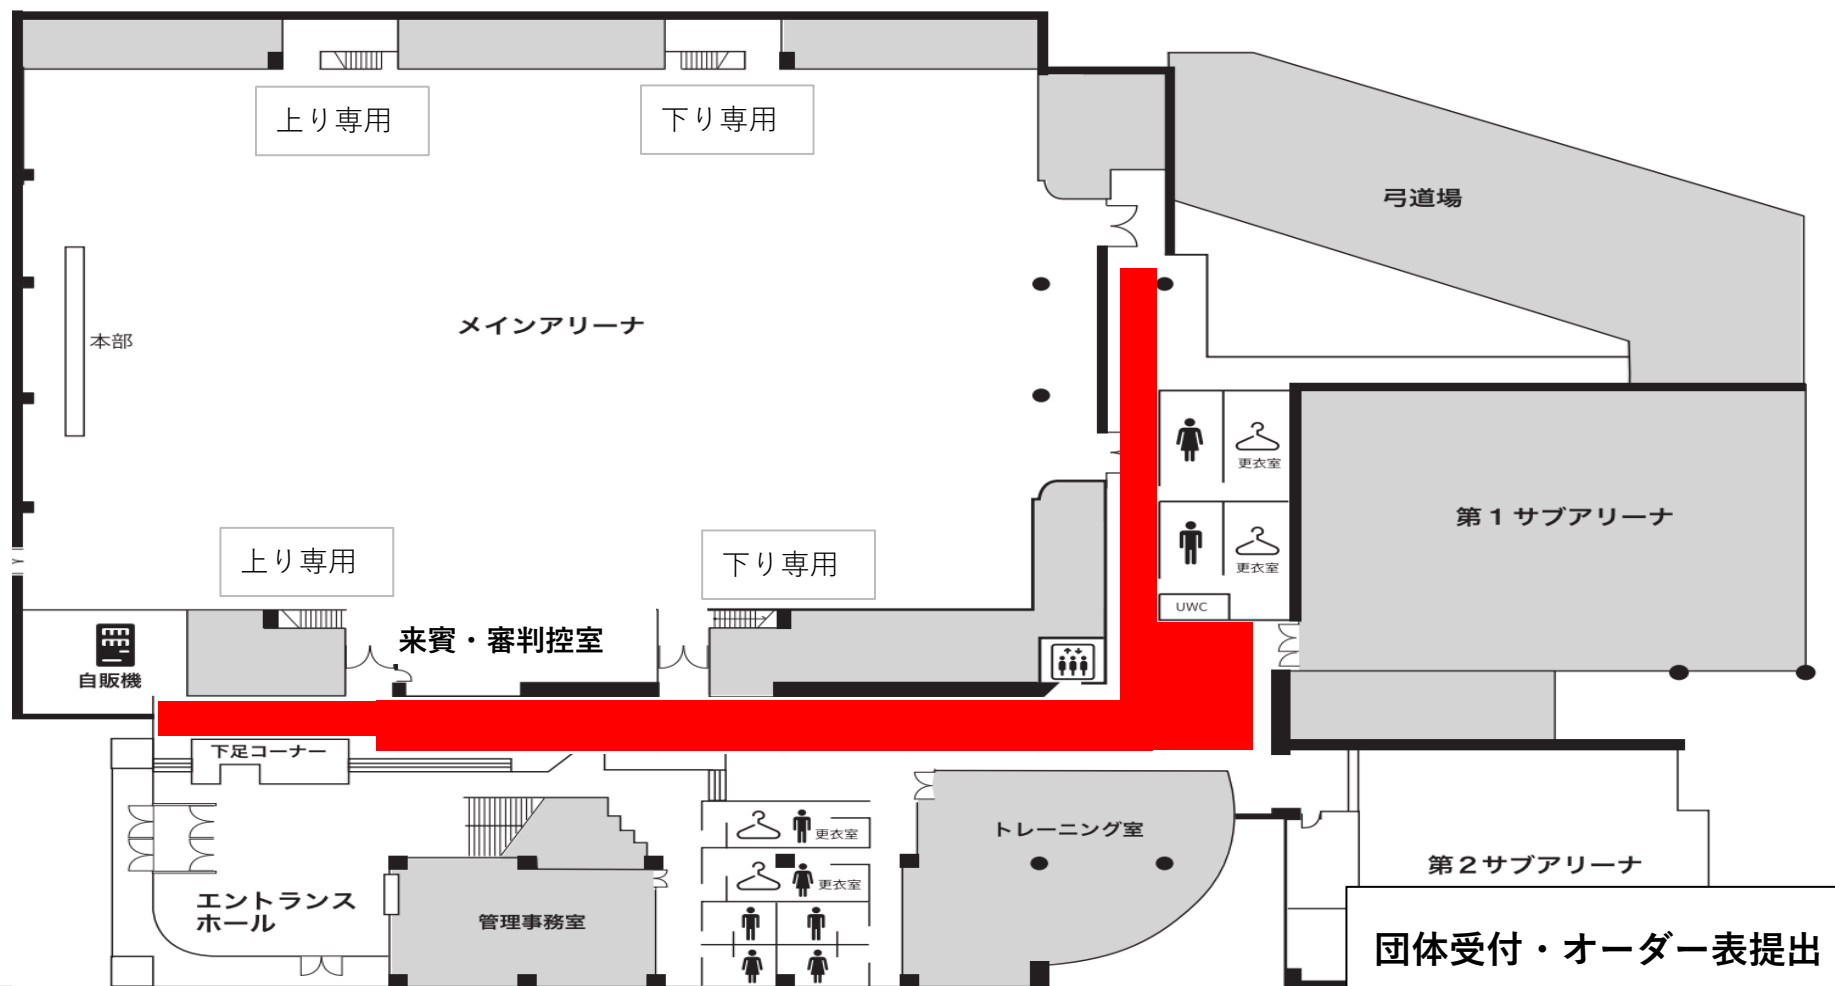 上り専用
下り専用
弓道場
メインアリーナ
本部
更衣室
第１サブアリーナ
上り専用
下り専用
更衣室
UWC
来賓・審判控室
自販機
下足コーナー
トレーニング室
更衣室
第２サブアリーナ
更衣室
エントランス
ホール
管理事務室
団体受付・オーダー表提出